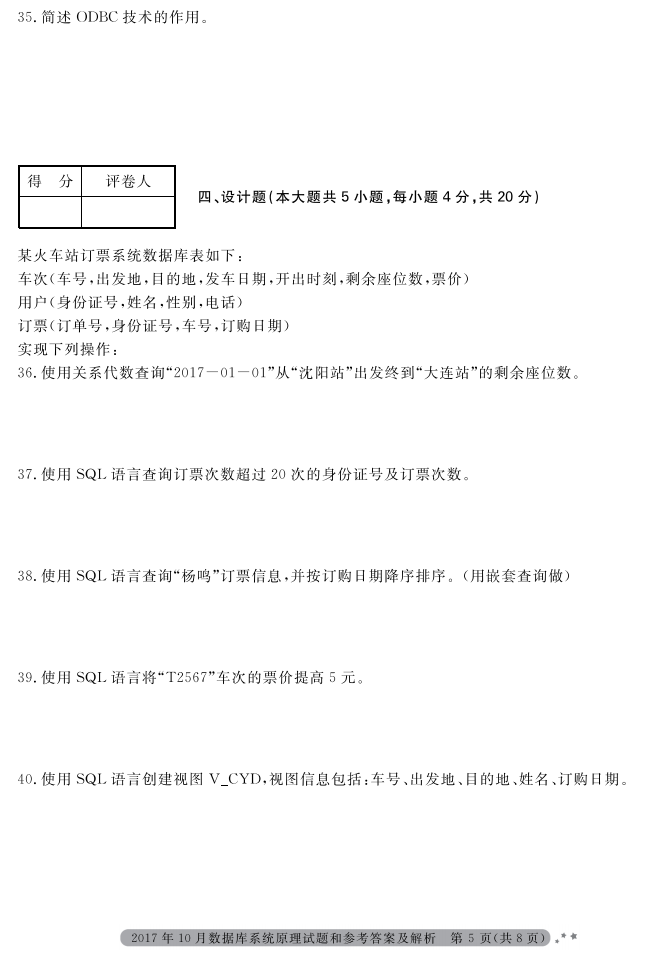 35. 简述 ODBC 技术的作用。
得 分 评卷人
四、设计题(本大题共 5 小题,每小题 4 分,共 20 分)
某火车站订票系统数据库表如下:
车次(车号,出发地,目的地,发车日期,开出时刻,剩余座位数,票价)
用户(身份证号,姓名,性别,电话)
订票(订单号,身份证号,车号,订购日期)
实现下列操作:
36. 使用关系代数查询“2017-01-01”从“沈阳站”出发终到“大连站”的剩余座位数。
37. 使用 SQL 语言查询订票次数超过 20 次的身份证号及订票次数。
38. 使用 SQL 语言查询“杨鸣”订票信息,并按订购日期降序排序。(用嵌套查询做)
39. 使用 SQL 语言将“T2567”车次的票价提高 5 元。
40. 使用 SQL 语言创建视图 V_CYD,视图信息包括:车号、出发地、目的地、姓名、订购日期。
2017 年 10 月数据库系统原理试题和参考答案及解析 第 5 页(共 8 页)